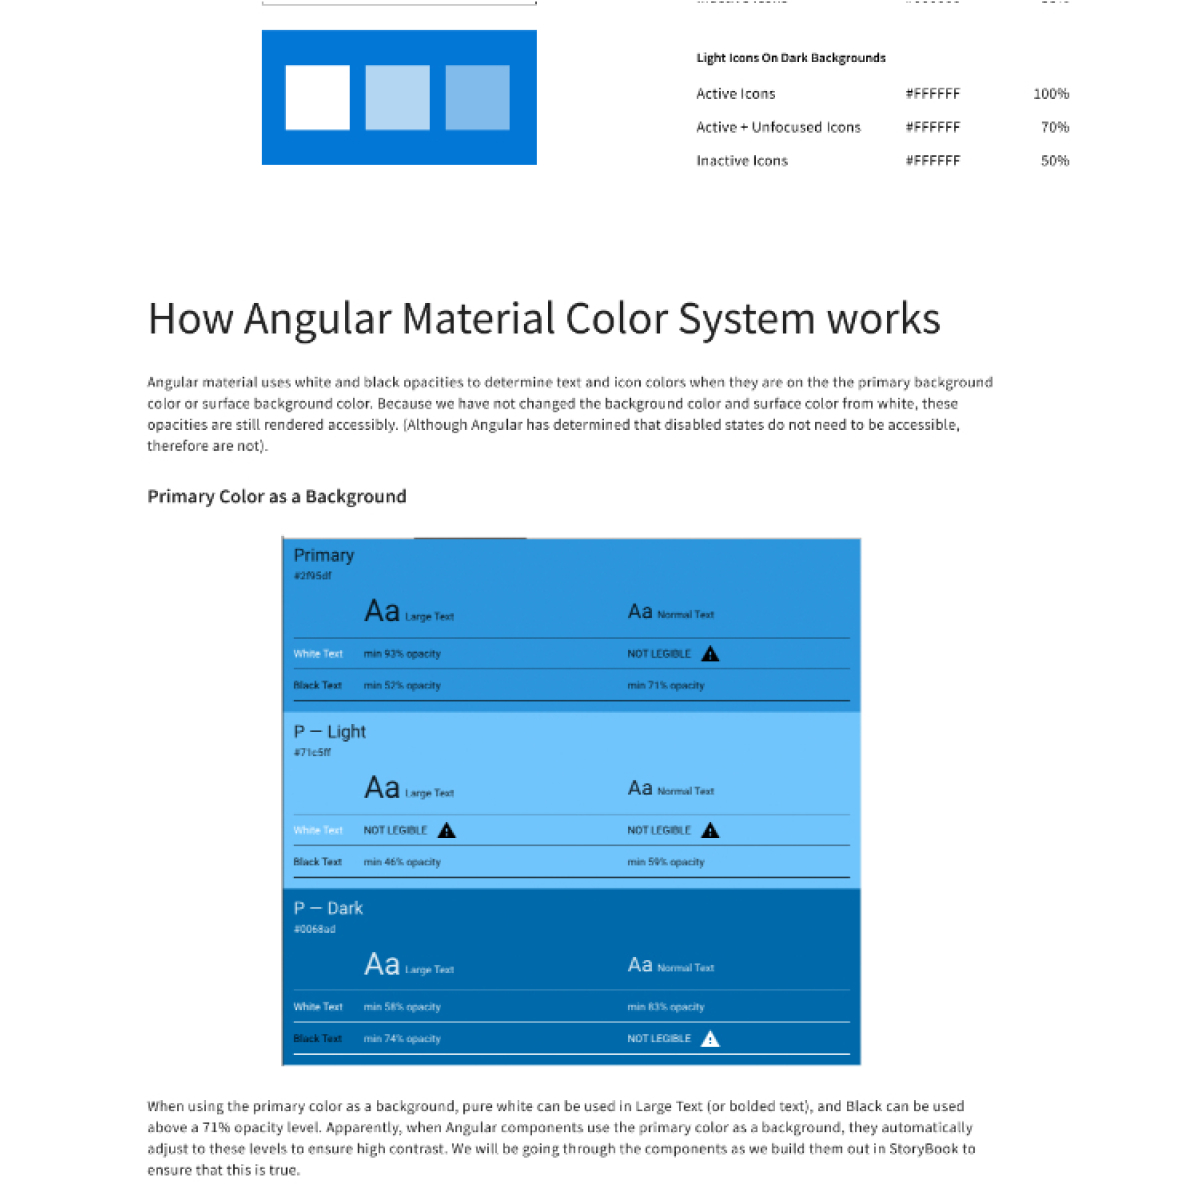 Light Icons On Dark Backgrounds
Active Icons #FFFFFF 100%
Active + Unfocused Icons #FFFFFF 70%
Inactive Icons #FFFFFF 50%
How Angular Material Color System works
Angular material uses white and black opacities to determine text and icon colors when they are on the the primary background
color or surface background color. Because we have not changed the background color and surface color from white, these
opacities are still rendered accessibly. (Although Angular has determined that disabled states do not need to be accessible,
therefore are not).
Primary Color as a Background
Primary
#2f95df
Aa Large Text Aa Normal Text
White Text min 93% opacity NOT LEGIBLE
Black Text min 52% opacity min 71% opacity
P — Light
#71c5ff
Aa Large Text Aa Normal Text
White Text NOT LEGIBLE NOT LEGIBLE
Black Text min 46% opacity min 59% opacity
P — Dark
#0068ad
Aa Large Text Aa Normal Text
White Text min 58% opacity min 83% opacity
Black Text min 74% opacity NOT LEGIBLE
When using the primary color as a background, pure white can be used in Large Text (or bolded text), and Black can be used
above a 71% opacity level. Apparently, when Angular components use the primary color as a background, they automatically
adjust to these levels to ensure high contrast. We will be going through the components as we build them out in StoryBook to
ensure that this is true.